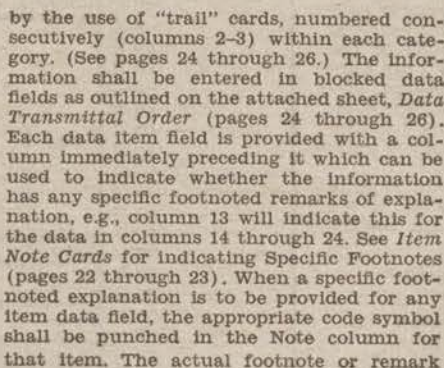 by the use of “trail” cards, numbered con-
secutively (columns 2–3) within each cate-
gory. (See pages 24 through 26.) The infor-
mation shall be entered in blocked data
fields as outlined on the attached sheet, Data
Transmittal Order (pages 24 through 26).
Each data item field is provided with a col-
umn immediately preceding it which can be
used to indicate whether the information
has any specific footnoted remarks of expla-
nation, e.g., column 13 will indicate this for
the data in columns 14 through 24. See Item
Note Cards for indicating Specific Footnotes
(pages 22 through 23). When a specific foot-
noted explanation is to be provided for any
item data field, the appropriate code symbol
shall be punched in the Note column for
that item. The actual footnote or remark